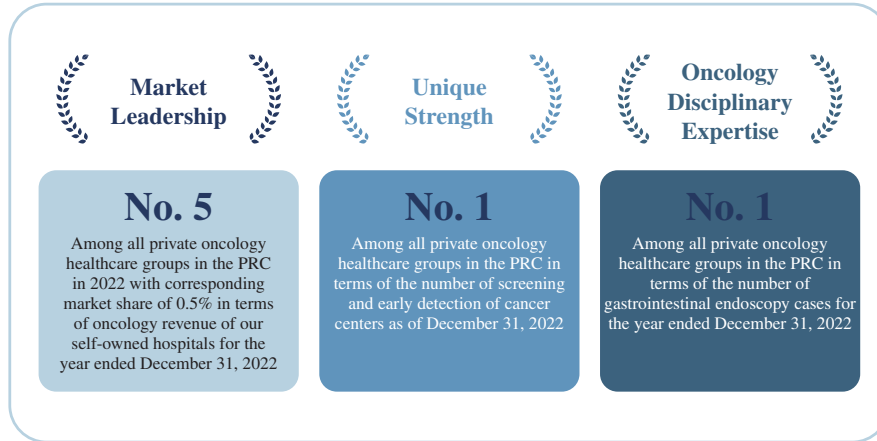 Market
Leadership
Unique
Strength
Oncology
Disciplinary
Expertise
No. 5
Among all private oncology
healthcare groups in the PRC
in 2022 with corresponding
market share of 0.5% in terms
of oncology revenue of our
self-owned hospitals for the
year ended December 31, 2022
No. 1
Among all private oncology
healthcare groups in the PRC in
terms of the number of screening
and early detection of cancer
centers as of December 31, 2022
No. 1
Among all private oncology
healthcare groups in the PRC in
terms of the number of
gastrointestinal endoscopy cases for
the year ended December 31, 2022